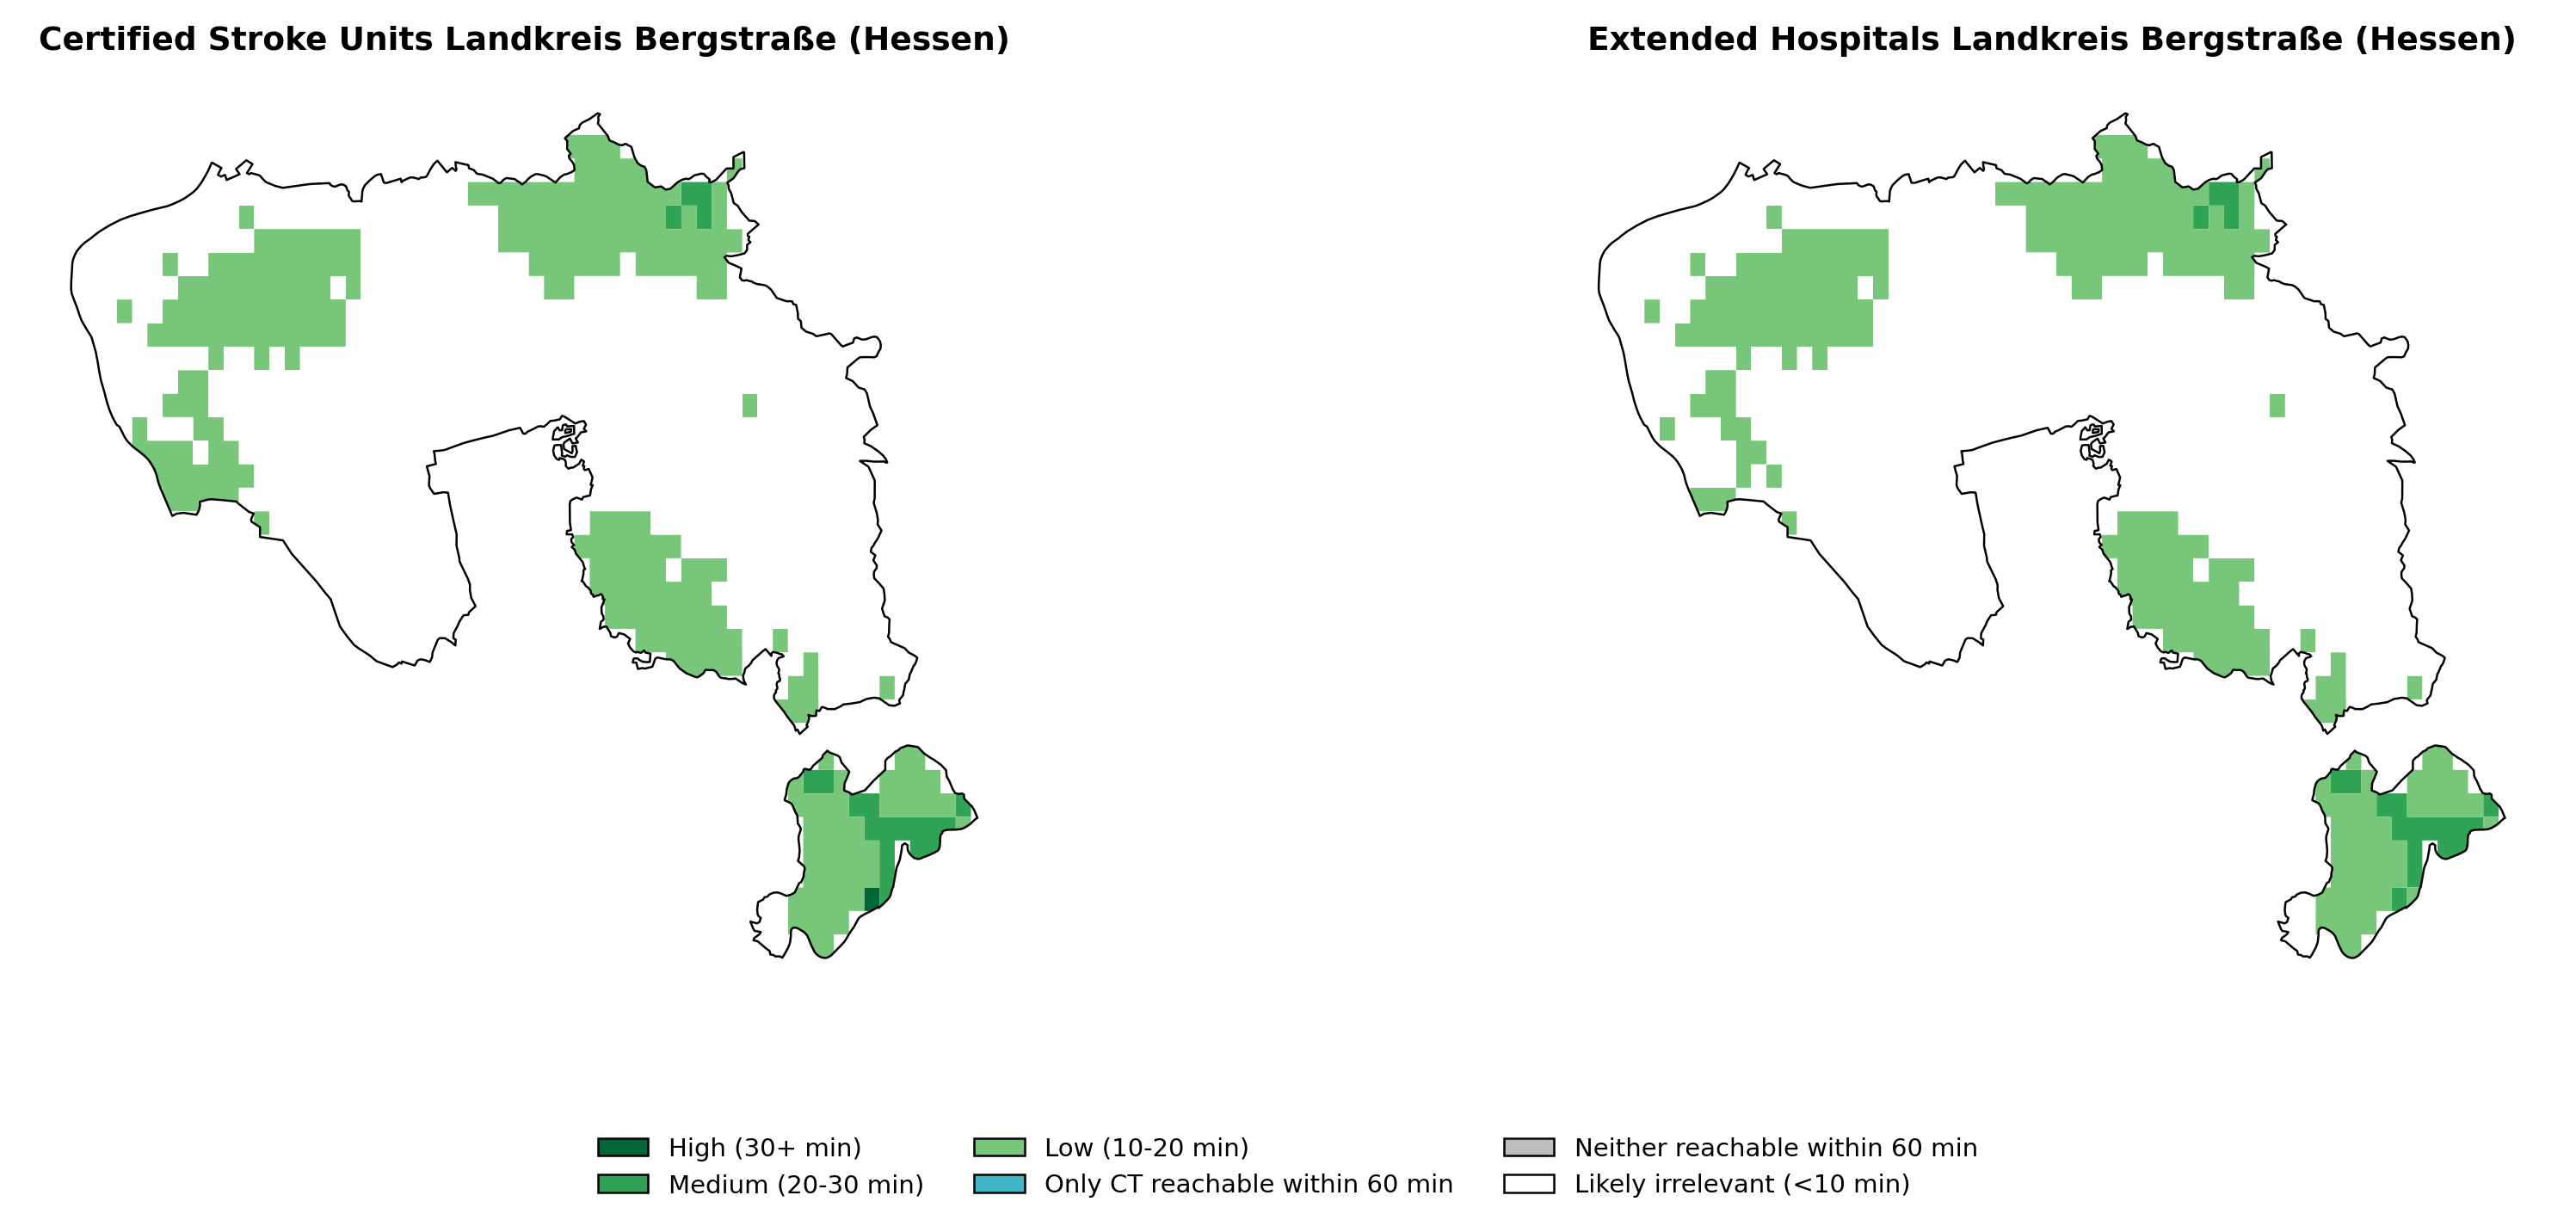 Certified Stroke Units Landkreis Bergstraße (Hessen)
Extended Hospitals Landkreis Bergstraße (Hessen)
High (30+ min)
Medium (20-30 min)
Low (10-20 min)
Only CT reachable within 60 min
Neither reachable within 60 min
Likely irrelevant (<10 min)